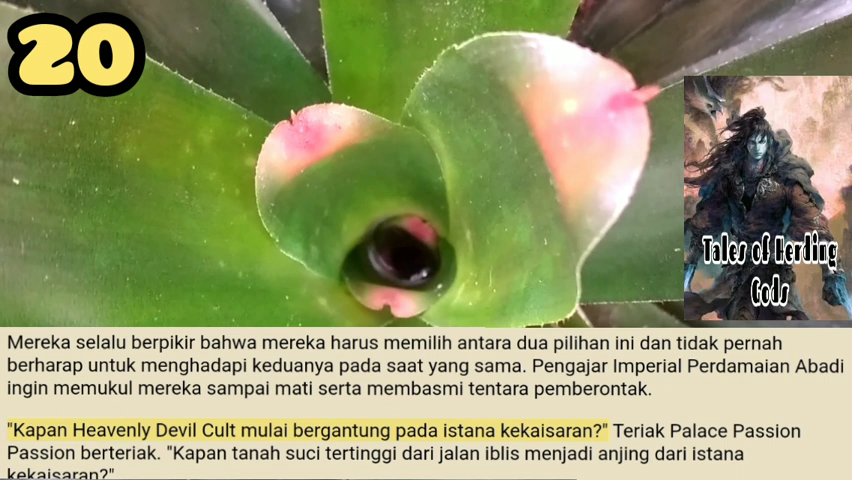 20
Tales of Herding
Gods
Mereka selalu berpikir bahwa mereka harus memilih antara dua pilihan ini dan tidak pernah
berharap untuk menghadapi keduanya pada saat yang sama. Pengajar Imperial Perdamaian Abadi
ingin memukul mereka sampai mati serta membasmi tentara pemberontak.
"Kapan Heavenly Devil Cult mulai bergantung pada istana kekaisaran?" Teriak Palace Passion
Passion berteriak. "Kapan tanah suci tertinggi dari jalan iblis menjadi anjing dari istana
kekaisaran?"